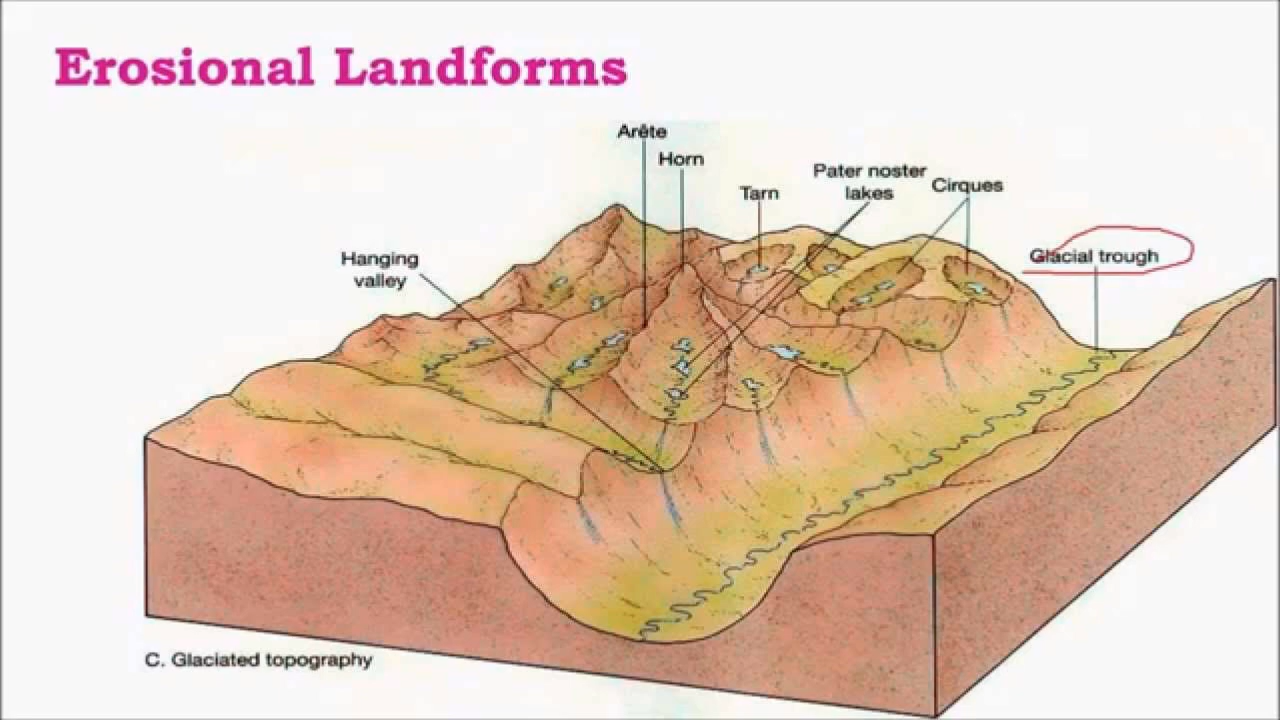 Erosional Landforms
Arête
Horn
Tarn
Pater noster
lakes
Cirques
Hanging
valley
Glacial trough
C. Glaciated topography